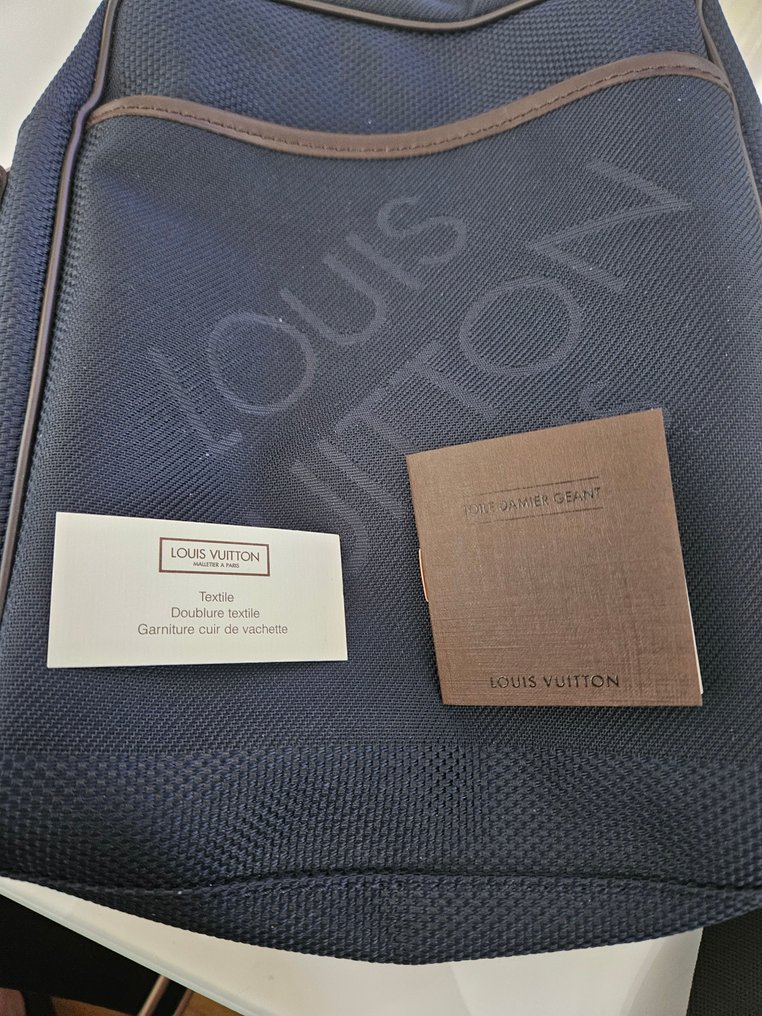 LOUIS
VUITTON
LOUIS VUITTON
MALLETIER A PARIS
Textile
Doublure textile
Garniture cuir de vachette
TOILE DAMIER GEANT
LOUIS VUITTON